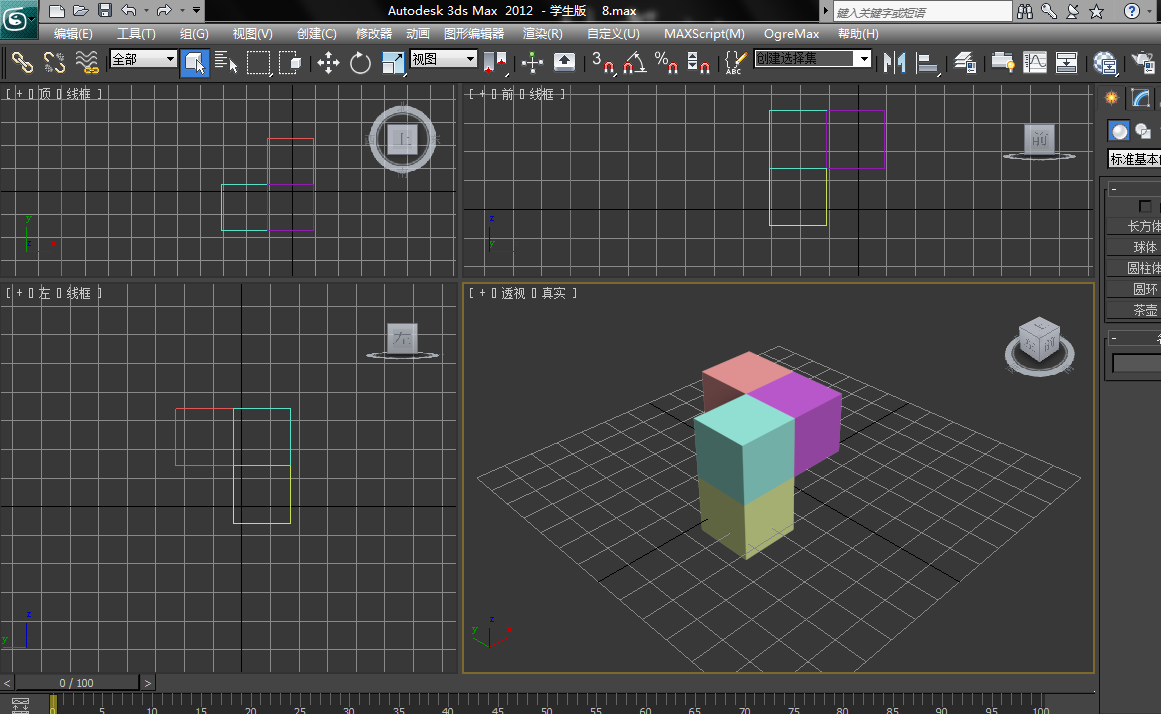 Autodesk 3ds Max 2012 - 学生版 8.max
键入关键字或短语
编辑(E) 工具(T) 组(G) 视图(V) 创建(C) 修改器 动画 图形编辑器 渲染(R) 自定义(U) MAXScript(M) OgreMax 帮助(H)
全部 视图 3 % ABC 创建选择集
[ + 顶 线框 ]
上
[ + 前 线框 ]
前
标准基本
长方体
球体
圆柱体
圆环
茶壶
[ + 左 线框 ]
左
[ + 透视 真实 ]
y
z
z
y
z
y
z
y
< 0 / 100 >
0 5 10 15 20 25 30 35 40 45 50 55 60 65 70 75 80 85 90 95 100